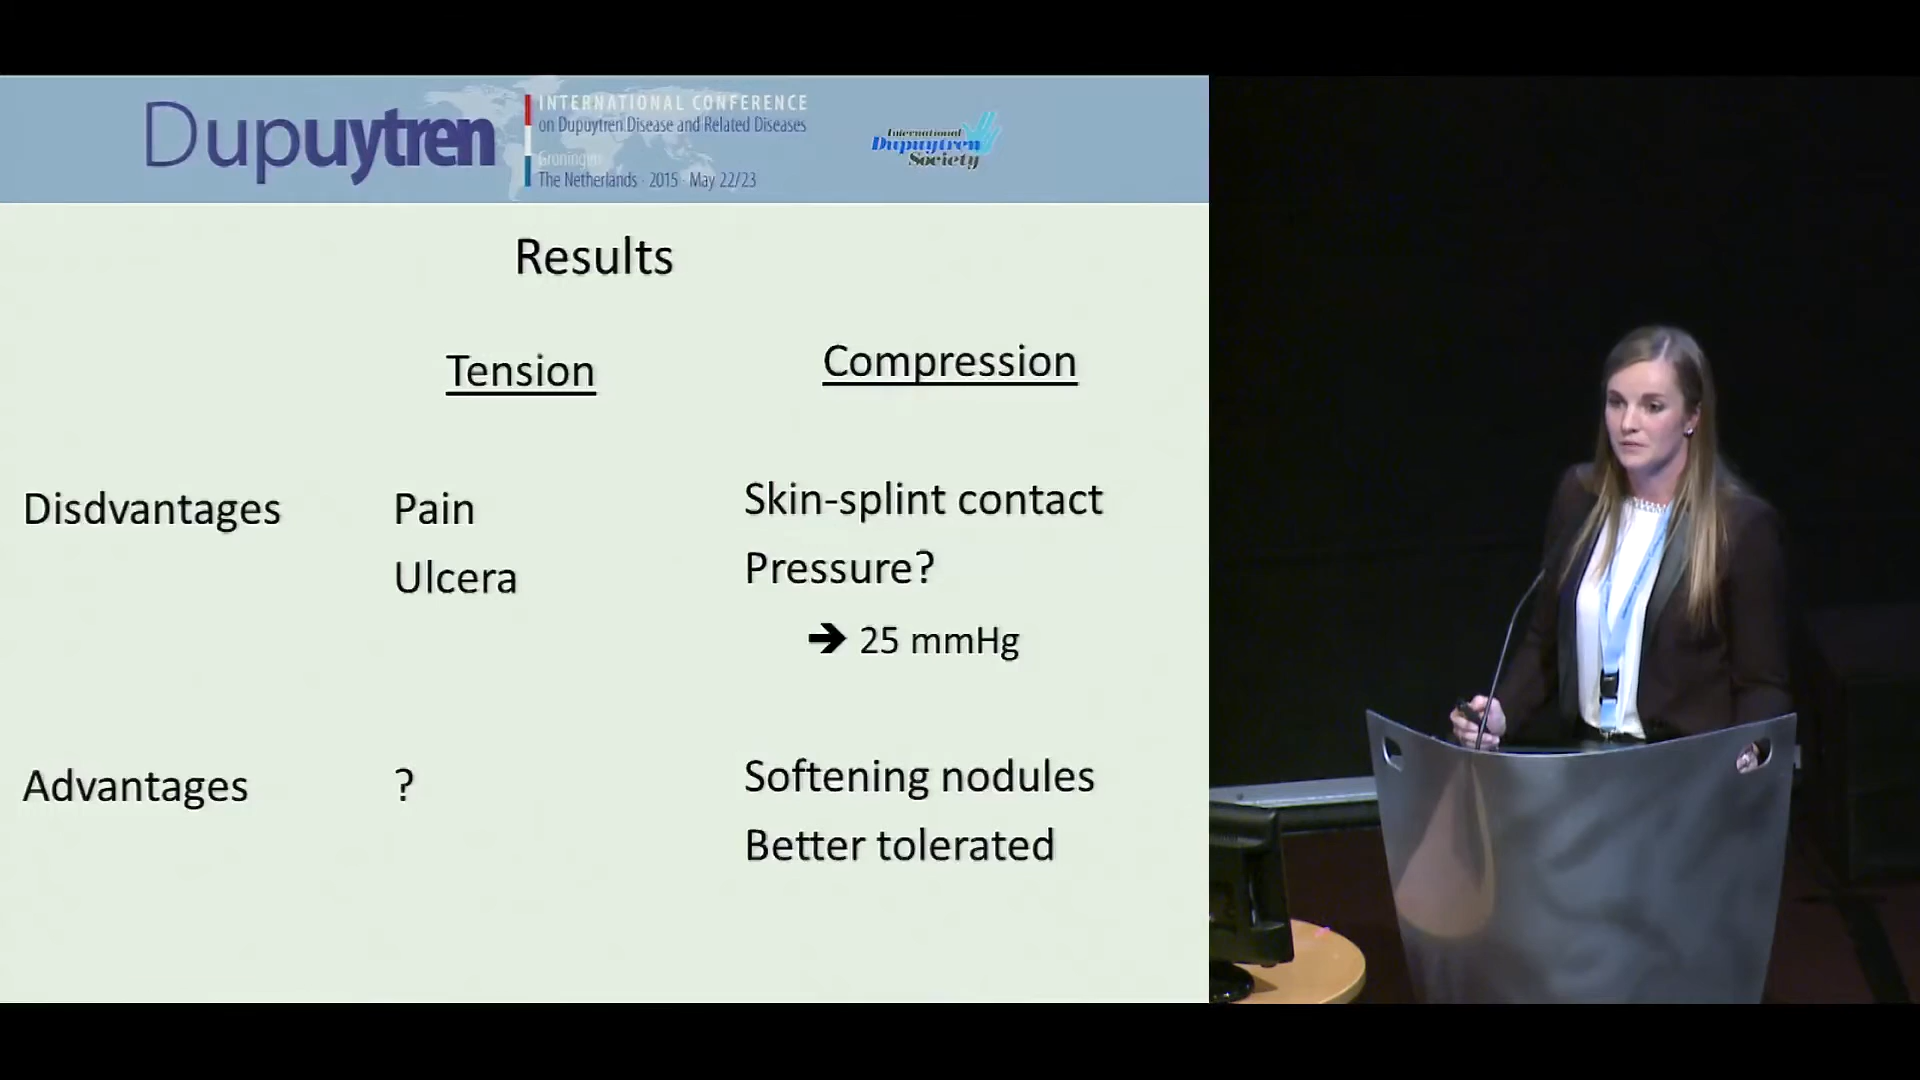 Dupuytren
INTERNATIONAL CONFERENCE
on Dupuytren Disease and Related Diseases
Groningen
The Netherlands · 2015 · May 22/23
International
Dupuytren
Society
Results
Tension Compression
Disdvantages Pain Skin-splint contact
Ulcera Pressure?
➔ 25 mmHg
Advantages ? Softening nodules
Better tolerated